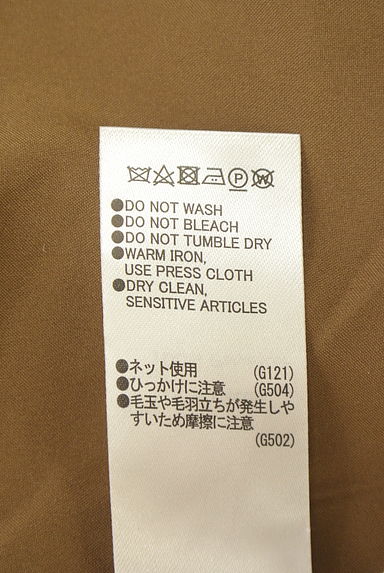 ●DO NOT WASH
●DO NOT BLEACH
●DO NOT TUMBLE DRY
●WARM IRON,
USE PRESS CLOTH
●DRY CLEAN,
SENSITIVE ARTICLES
●ネット使用 (G121)
●ひっかけに注意 (G504)
●毛玉や毛羽立ちが発生しや
すいため摩擦に注意
(G502)